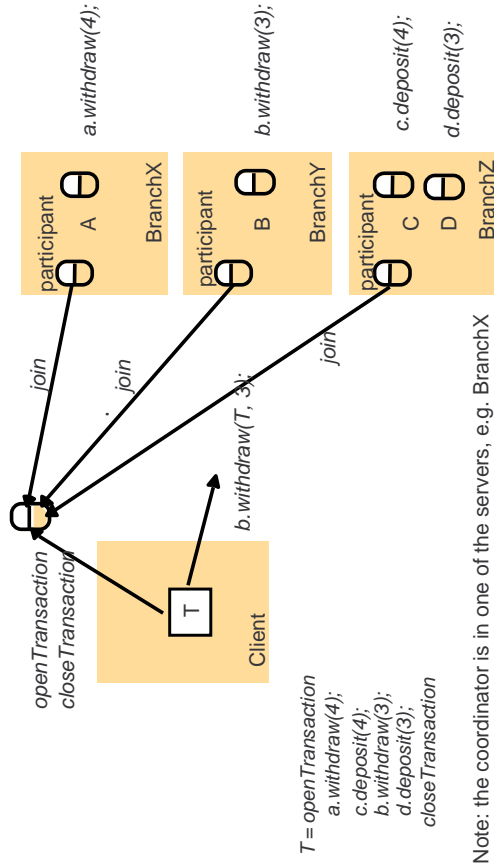 openTransaction
closeTransaction
join
participant
A
a.withdraw(4);
BranchX
.
join
participant
B
b.withdraw(3);
BranchY
T
Client
b.withdraw(T, 3);
join
participant
C
c.deposit(4);
D
d.deposit(3);
BranchZ
T = openTransaction
a.withdraw(4);
c.deposit(4);
b.withdraw(3);
d.deposit(3);
closeTransaction
Note: the coordinator is in one of the servers, e.g. BranchX